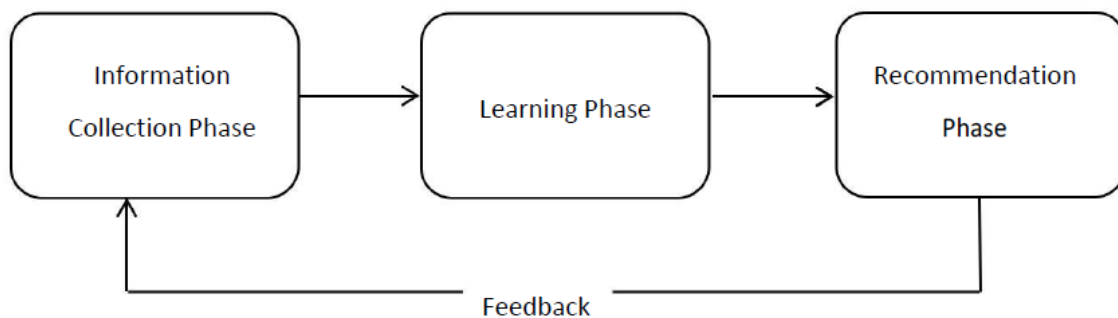 Information
Collection Phase
Learning Phase
Recommendation
Phase
Feedback